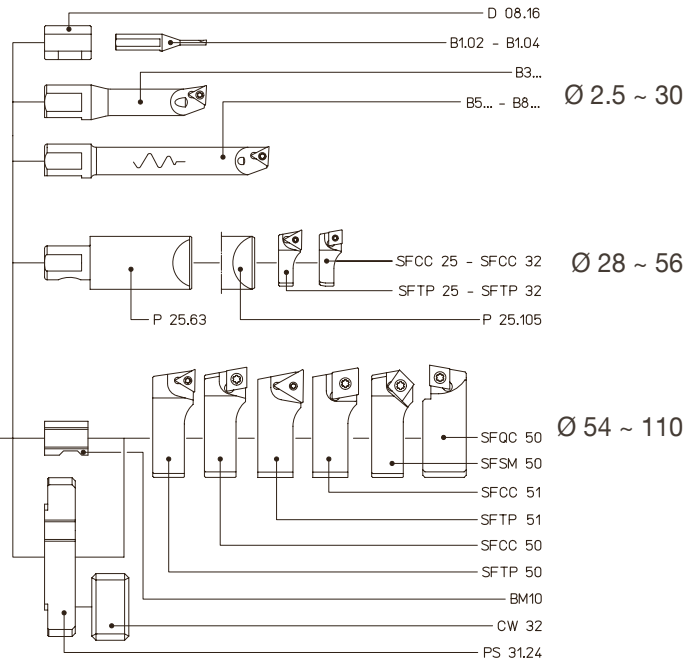 D 08.16
B1.02 - B1.04
B3...
B5... - B8...
Ø 2.5 ~ 30
SFCC 25 - SFCC 32
Ø 28 ~ 56
SFTP 25 - SFTP 32
P 25.63
P 25.105
SFQC 50
Ø 54 ~ 110
SFSM 50
SFCC 51
SFTP 51
SFCC 50
SFTP 50
BM10
CW 32
PS 31.24